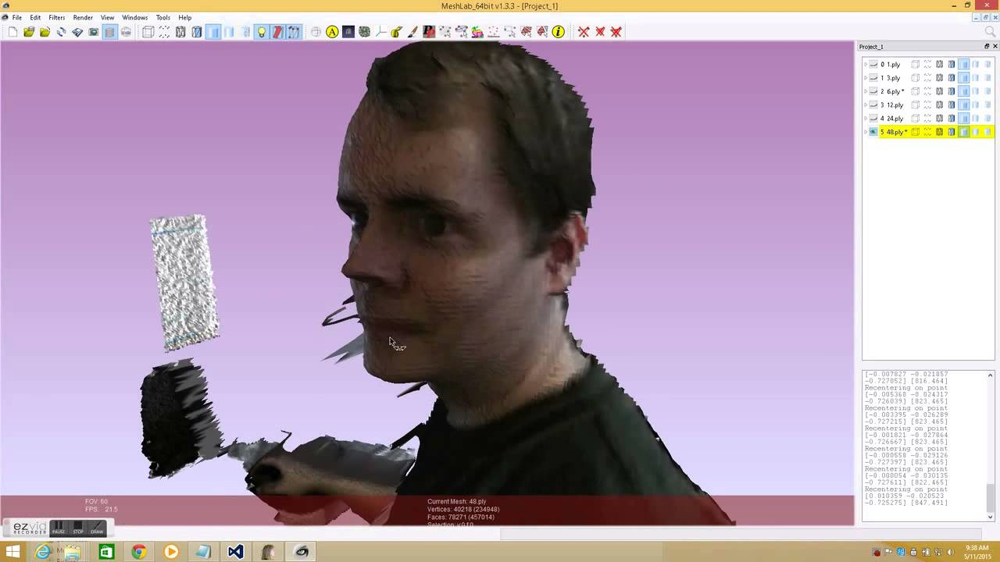 MeshLab_64bit v1.3.3 - [Project_1]
File Edit Filters Render View Windows Tools Help
Project_1
0 1.ply
1 3.ply
2 6.ply *
3 12.ply
4 24.ply
5 48.ply *
[-0.007827 -0.021857
-0.727052] [816.464]
Recentering on point
[-0.005368 -0.024317
-0.726039] [823.465]
Recentering on point
[-0.003395 -0.026289
-0.727215] [823.465]
Recentering on point
[-0.001821 -0.027864
-0.726667] [823.465]
Recentering on point
[-0.000558 -0.029126
-0.727397] [823.465]
Recentering on point
[-0.000054 -0.030135
-0.727611] [822.465]
Recentering on point
[0.010359 -0.020523
-0.725275] [847.491]
FOV: 60
FPS: 21.5
Current Mesh: 48.ply
Vertices: 40218 (234948)
Faces: 78271 (457014)
Selection: v:0 f:0
ezvid
RECORDER
PAUSE STOP DRAW
9:38 AM
5/11/2015